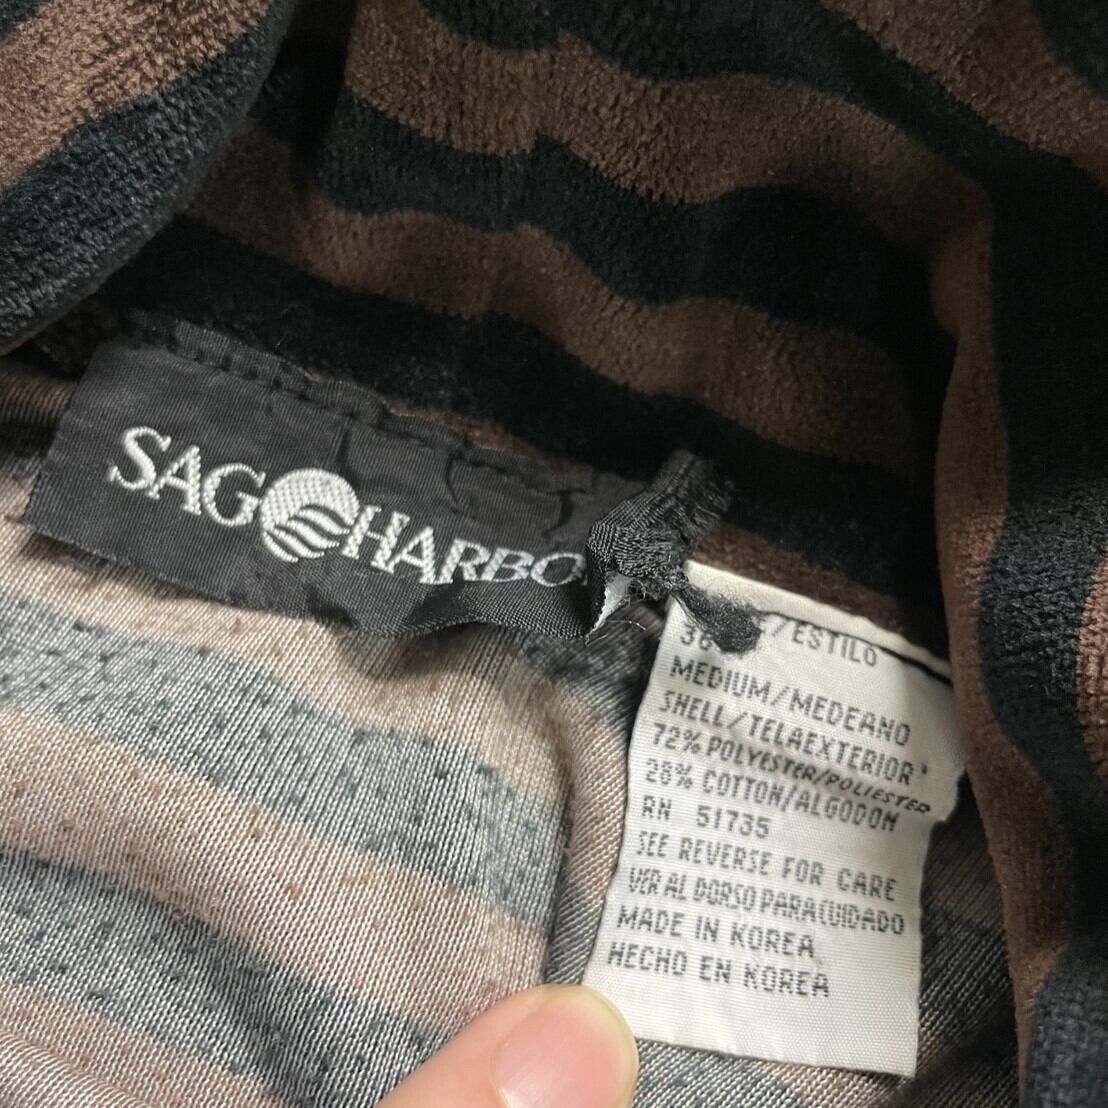 SAG HARBO
/ESTILO
MEDIUM/MEDEANO
SHELL/TELAEXTERIOR
72% POLYESTER/POLIESTER
28% COTTON/ALGODON
RN 51735
SEE REVERSE FOR CARE
VER AL DORSO PARA CUIDADO
MADE IN KOREA
HECHO EN KOREA